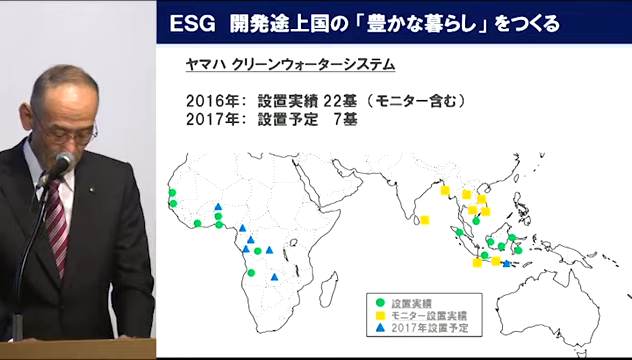 ESG 開発途上国の「豊かな暮らし」をつくる
ヤマハ クリーンウォーターシステム
2016年: 設置実績 22基 (モニター含む)
2017年: 設置予定 7基
設置実績
モニター設置実績
2017年設置予定